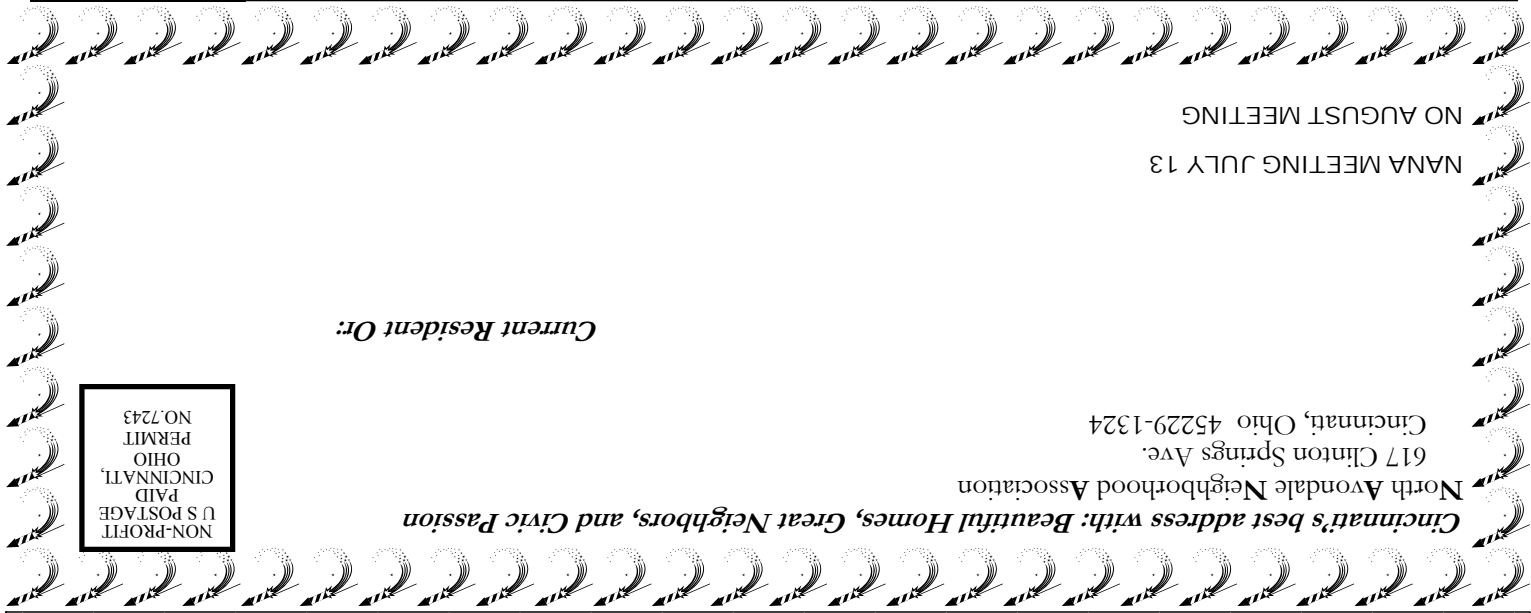 Cincinnati's best address with: Beautiful Homes, Great Neighbors, and Civic Passion
North Avondale Neighborhood Association
617 Clinton Springs Ave.
Cincinnati, Ohio 45229-1324
NON-PROFIT
U S POSTAGE
PAID
CINCINNATI,
OHIO
PERMIT
NO.7243
Current Resident Or:
NANA MEETING JULY 13
NO AUGUST MEETING